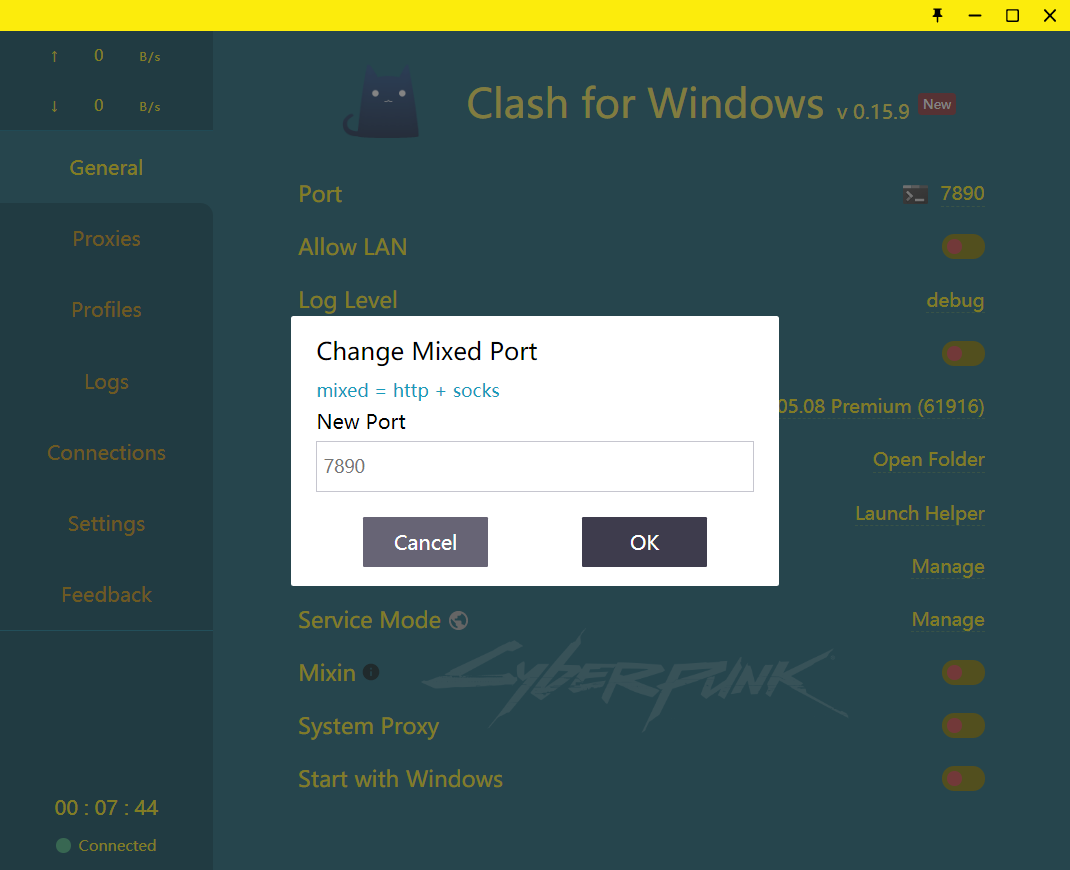 ↑ 0 B/s
↓ 0 B/s
General
Proxies
Profiles
Logs
Connections
Settings
Feedback
00 : 07 : 44
Connected
Clash for Windows v 0.15.9 New
Port 7890
Allow LAN
Log Level debug
Change Mixed Port
mixed = http + socks
New Port
7890
Cancel OK
05.08 Premium (61916)
Open Folder
Launch Helper
Manage
Service Mode Manage
Mixin
System Proxy
Start with Windows
CYBERPUNK